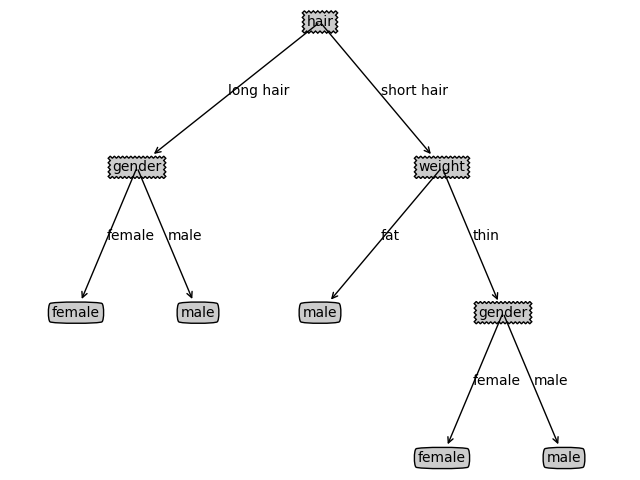 hair
long hair
short hair
gender
weight
female
male
fat
thin
female
male
male
gender
female
male
female
male